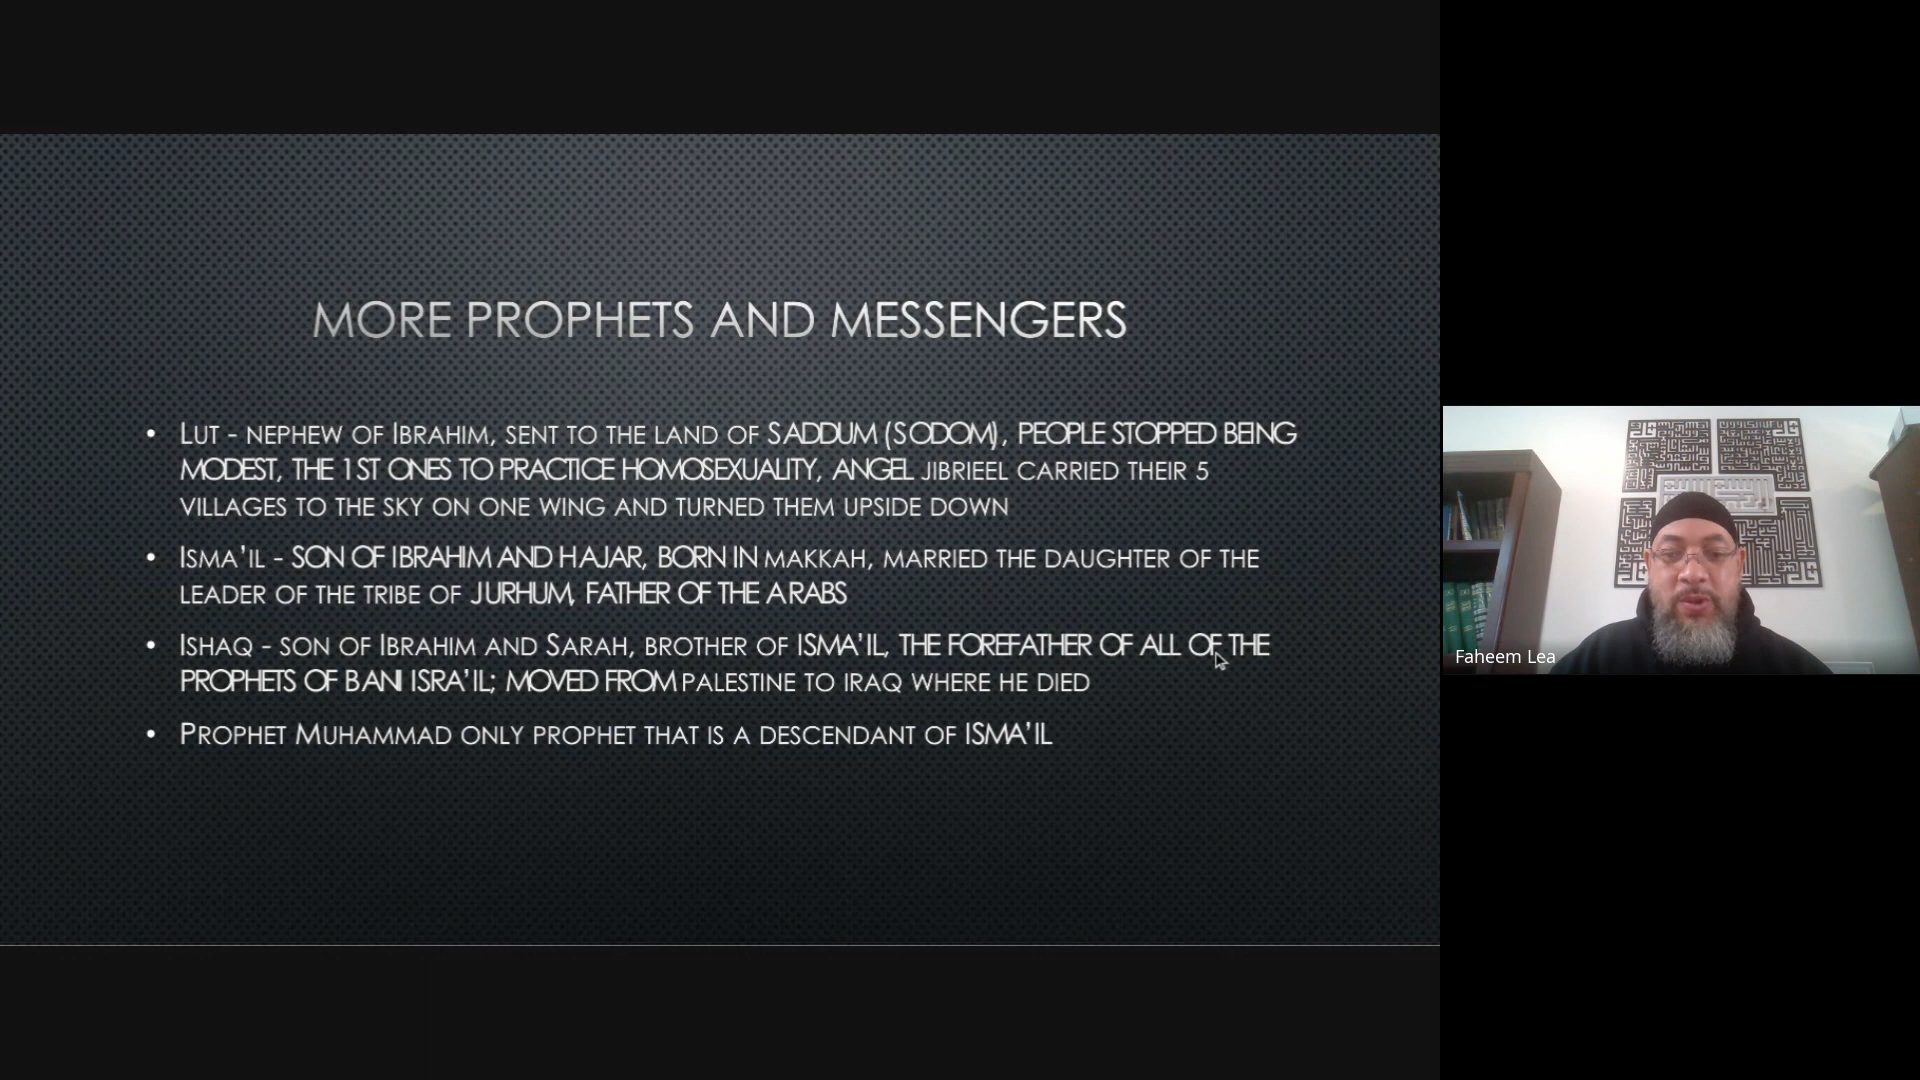 MORE PROPHETS AND MESSENGERS
• LUT - NEPHEW OF IBRAHIM, SENT TO THE LAND OF SADDUM (SODOM), PEOPLE STOPPED BEING
MODEST, THE 1ST ONES TO PRACTICE HOMOSEXUALITY, ANGEL JIBRIEEL CARRIED THEIR 5
VILLAGES TO THE SKY ON ONE WING AND TURNED THEM UPSIDE DOWN
• ISMA'IL - SON OF IBRAHIM AND HAJAR, BORN IN MAKKAH, MARRIED THE DAUGHTER OF THE
LEADER OF THE TRIBE OF JURHUM, FATHER OF THE ARABS
• ISHAQ - SON OF IBRAHIM AND SARAH, BROTHER OF ISMA'IL, THE FOREFATHER OF ALL OF THE
PROPHETS OF BANI ISRA'IL; MOVED FROM PALESTINE TO IRAQ WHERE HE DIED
• PROPHET MUHAMMAD ONLY PROPHET THAT IS A DESCENDANT OF ISMA'IL
Faheem Lea